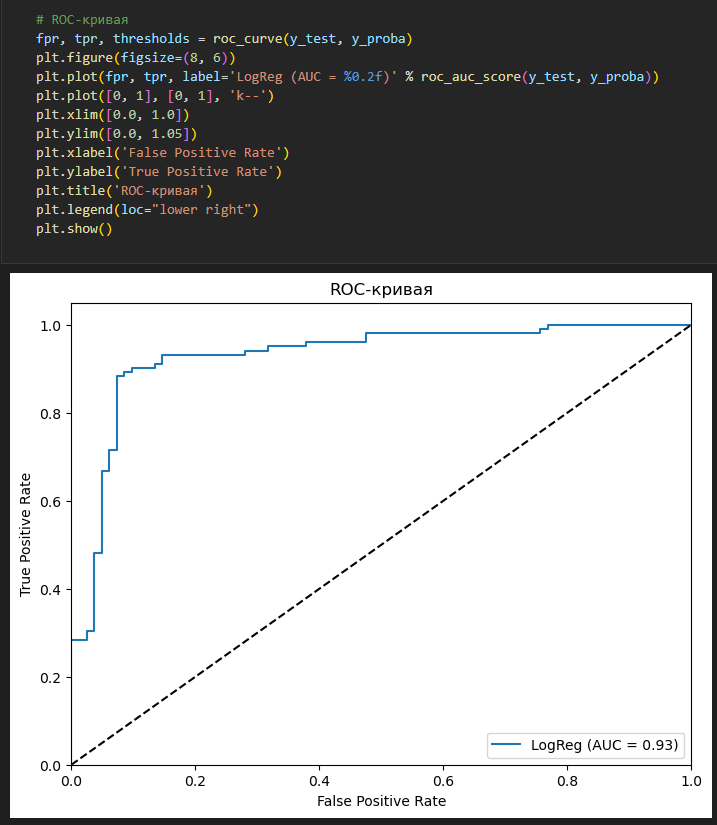 # ROC-кривая
fpr, tpr, thresholds = roc_curve(y_test, y_proba)
plt.figure(figsize=(8, 6))
plt.plot(fpr, tpr, label='LogReg (AUC = %0.2f)' % roc_auc_score(y_test, y_proba))
plt.plot([0, 1], [0, 1], 'k--')
plt.xlim([0.0, 1.0])
plt.ylim([0.0, 1.05])
plt.xlabel('False Positive Rate')
plt.ylabel('True Positive Rate')
plt.title('ROC-кривая')
plt.legend(loc="lower right")
plt.show()
ROC-кривая
True Positive Rate
1.0
0.8
0.6
0.4
0.2
0.0
LogReg (AUC = 0.93)
0.0 0.2 0.4 0.6 0.8 1.0
False Positive Rate